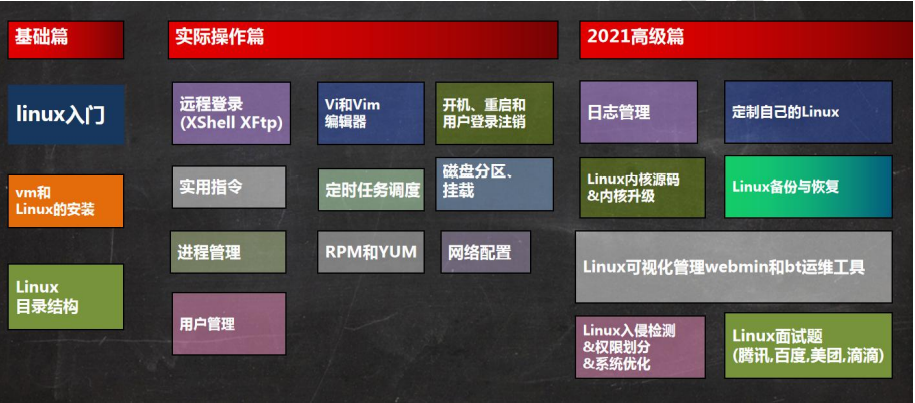 基础篇
实际操作篇
2021高级篇
linux入门
vm和
Linux的安装
Linux
目录结构
远程登录
(XShell XFtp)
Vi和Vim
编辑器
开机、重启和
用户登录注销
实用指令
定时任务调度
磁盘分区、
挂载
进程管理
RPM和YUM
网络配置
用户管理
日志管理
定制自己的Linux
Linux内核源码
&内核升级
Linux备份与恢复
Linux可视化管理webmin和bt运维工具
Linux入侵检测
&权限划分
&系统优化
Linux面试题
(腾讯,百度,美团,滴滴)